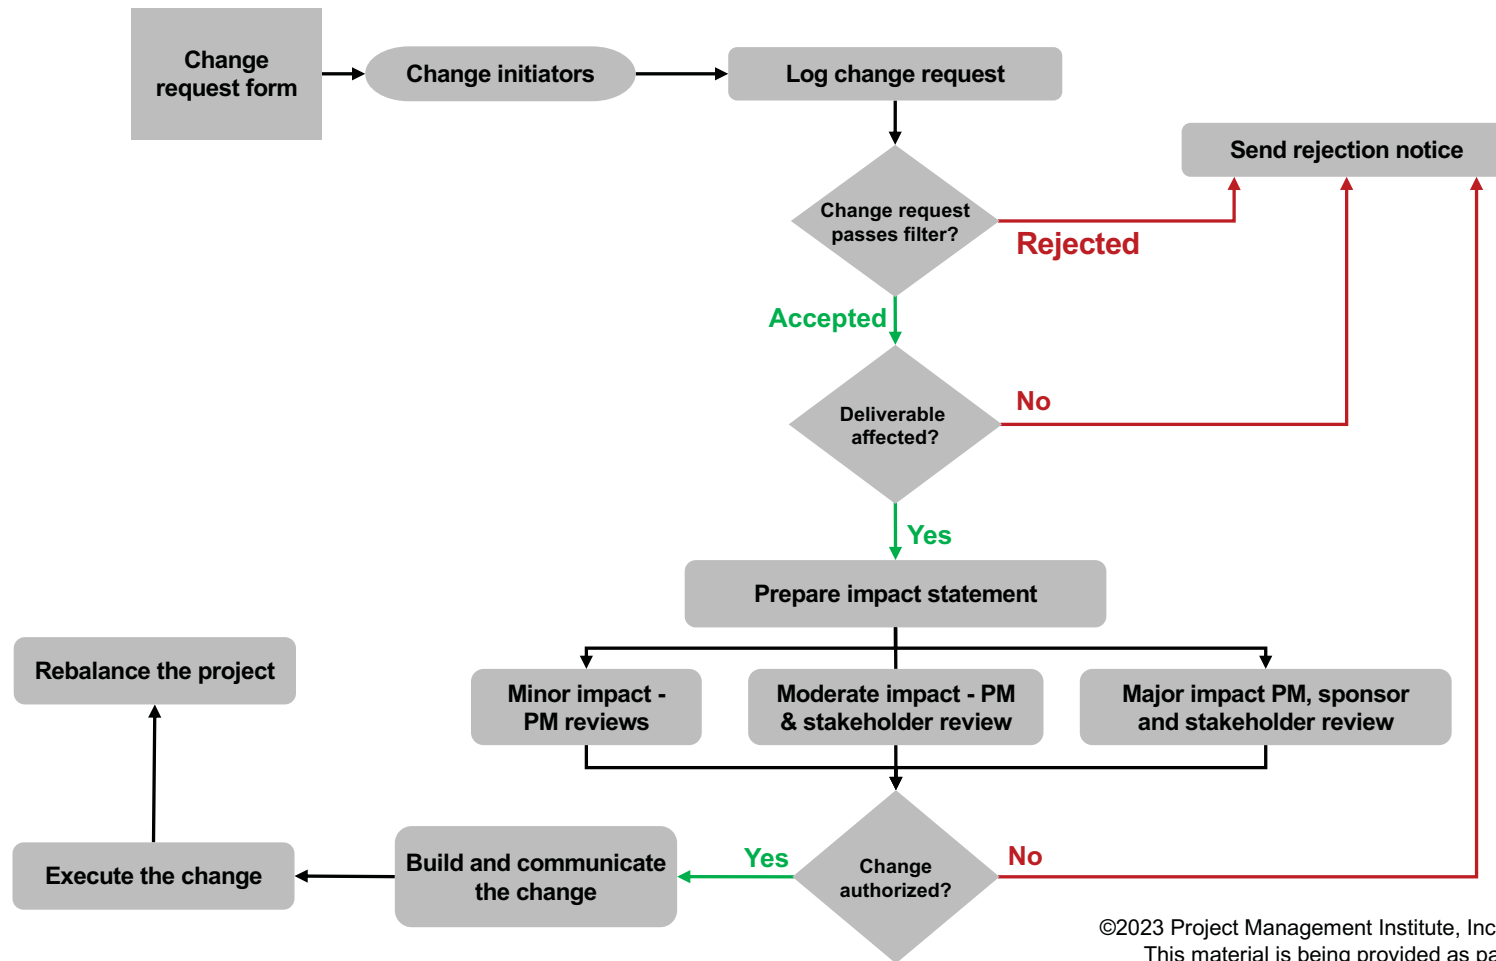 Change
request form
Change initiators
Log change request
Send rejection notice
Change request
passes filter?
Rejected
Accepted
Deliverable
affected?
No
Yes
Prepare impact statement
Rebalance the project
Minor impact -
PM reviews
Moderate impact - PM
& stakeholder review
Major impact PM, sponsor
and stakeholder review
Execute the change
Build and communicate
the change
Yes
Change
authorized?
No
©2023 Project Management Institute, Inc
This material is being provided as pa